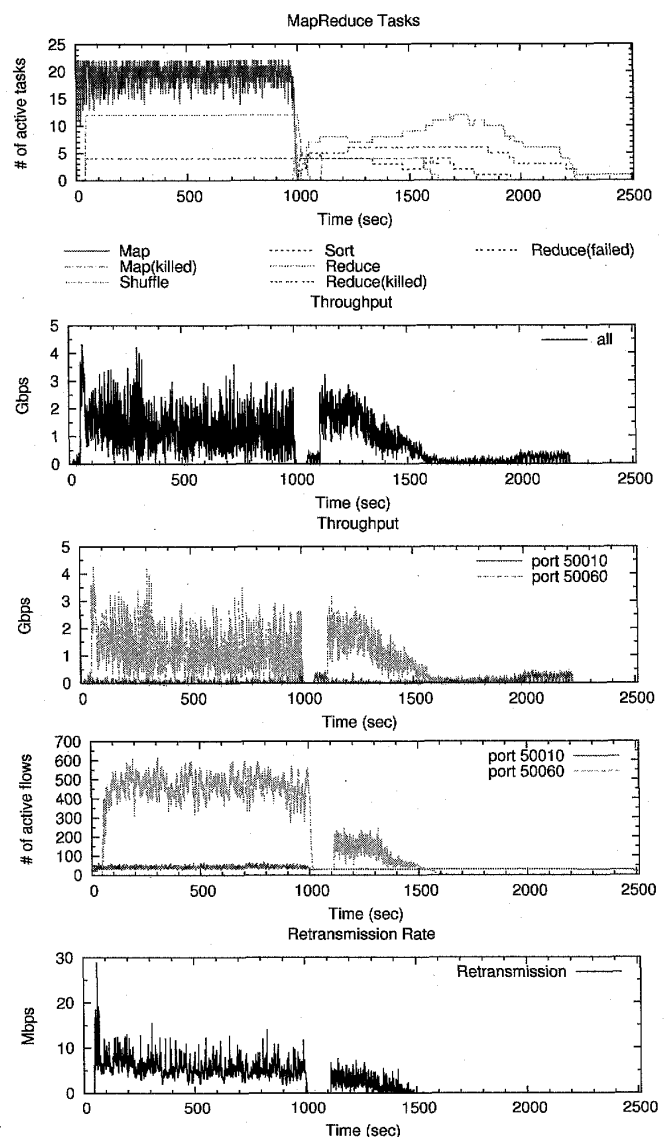 MapReduce Tasks
# of active tasks
25
20
15
10
5
0
0 500 1000 1500 2000 2500
Time (sec)
Map Sort Reduce(failed)
Map(killed) Reduce
Shuffle Reduce(killed)
Throughput
Gbps
5
4
3
2
1
0
all
0 500 1000 1500 2000 2500
Time (sec)
Throughput
Gbps
5
4
3
2
1
0
port 50010
port 50060
0 500 1000 1500 2000 2500
Time (sec)
# of active flows
700
600
500
400
300
200
100
0
port 50010
port 50060
0 500 1000 1500 2000 2500
Time (sec)
Retransmission Rate
Mbps
30
20
10
0
Retransmission
0 500 1000 1500 2000 2500
Time (sec)